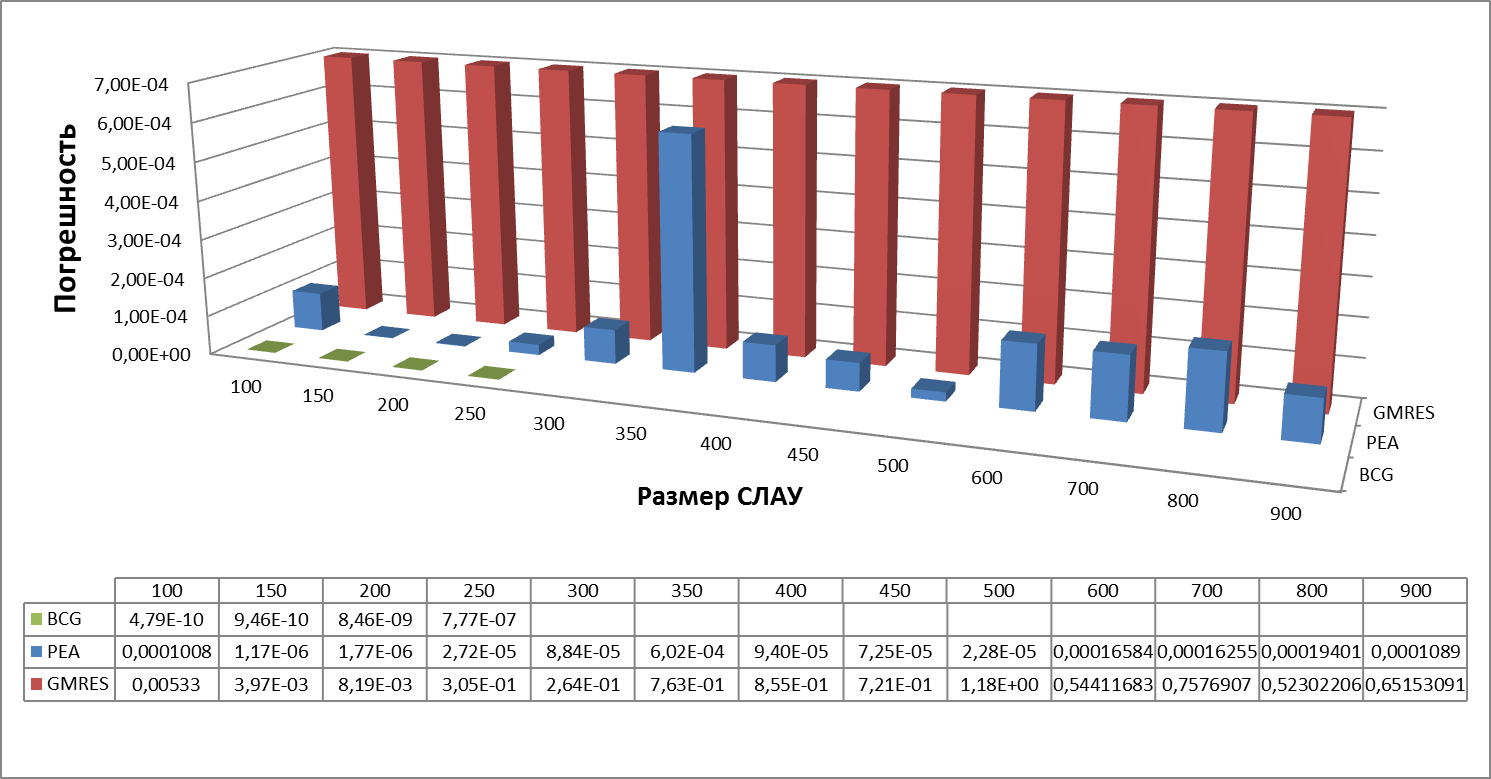 7,00E-04
6,00E-04
5,00E-04
4,00E-04
3,00E-04
2,00E-04
1,00E-04
0,00E+00
Погрешность
100
150
200
250
300
350
400
450
500
600
700
800
900
GMRES
PEA
BCG
Размер СЛАУ
100 150 200 250 300 350 400 450 500 600 700 800 900
BCG 4,79E-10 9,46E-10 8,46E-09 7,77E-07
PEA 0,0001008 1,17E-06 1,77E-06 2,72E-05 8,84E-05 6,02E-04 9,40E-05 7,25E-05 2,28E-05 0,00016584 0,00016255 0,00019401 0,0001089
GMRES 0,00533 3,97E-03 8,19E-03 3,05E-01 2,64E-01 7,63E-01 8,55E-01 7,21E-01 1,18E+00 0,54411683 0,7576907 0,52302206 0,65153091